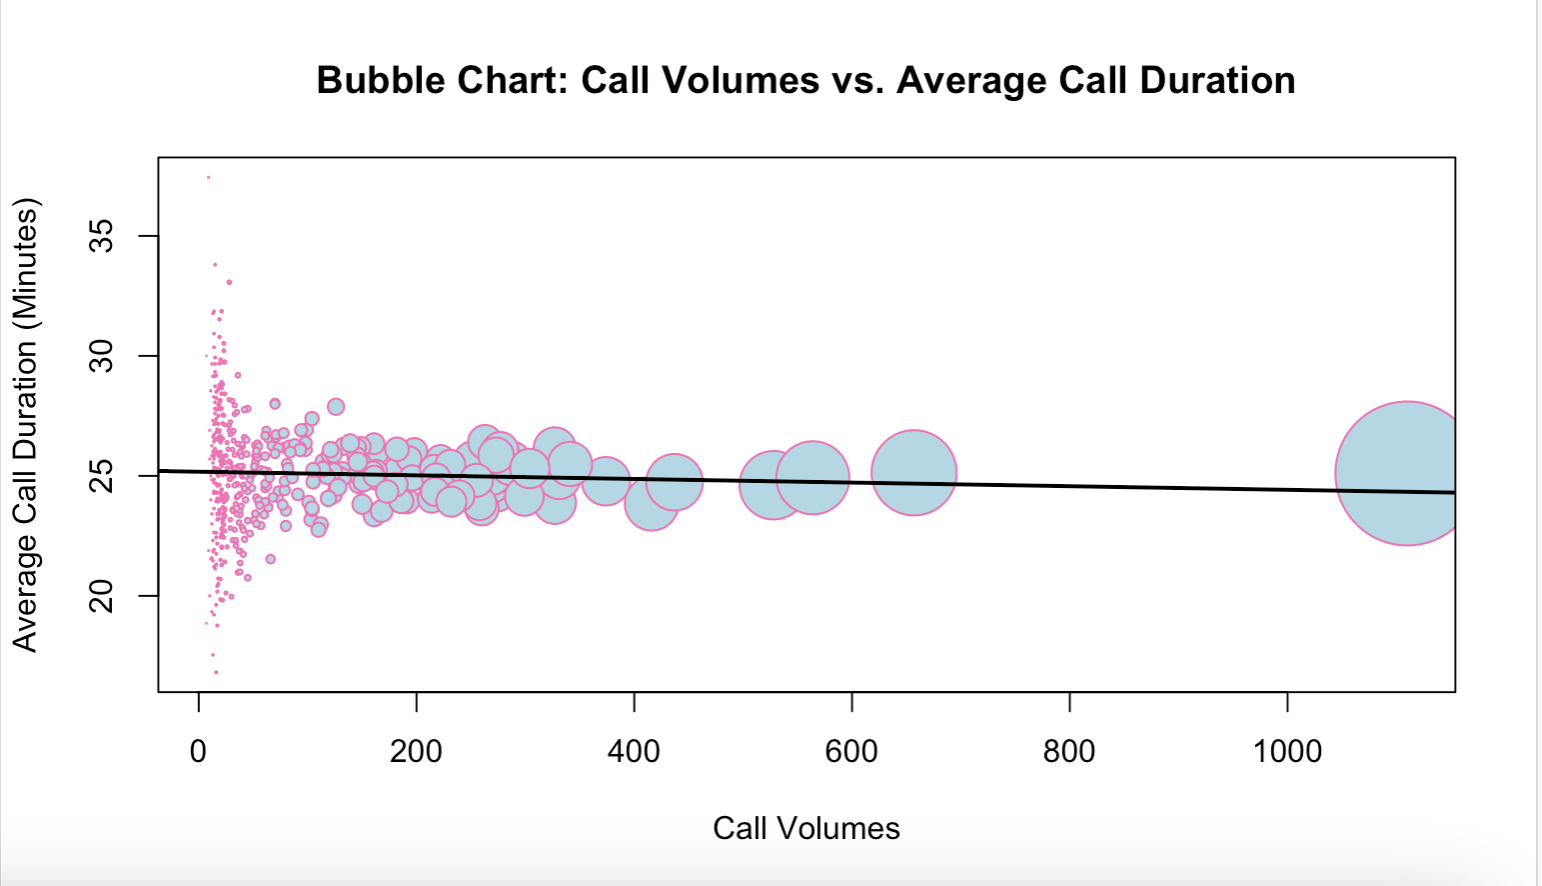 Bubble Chart: Call Volumes vs. Average Call Duration
Average Call Duration (Minutes)
35
30
25
20
0 200 400 600 800 1000
Call Volumes